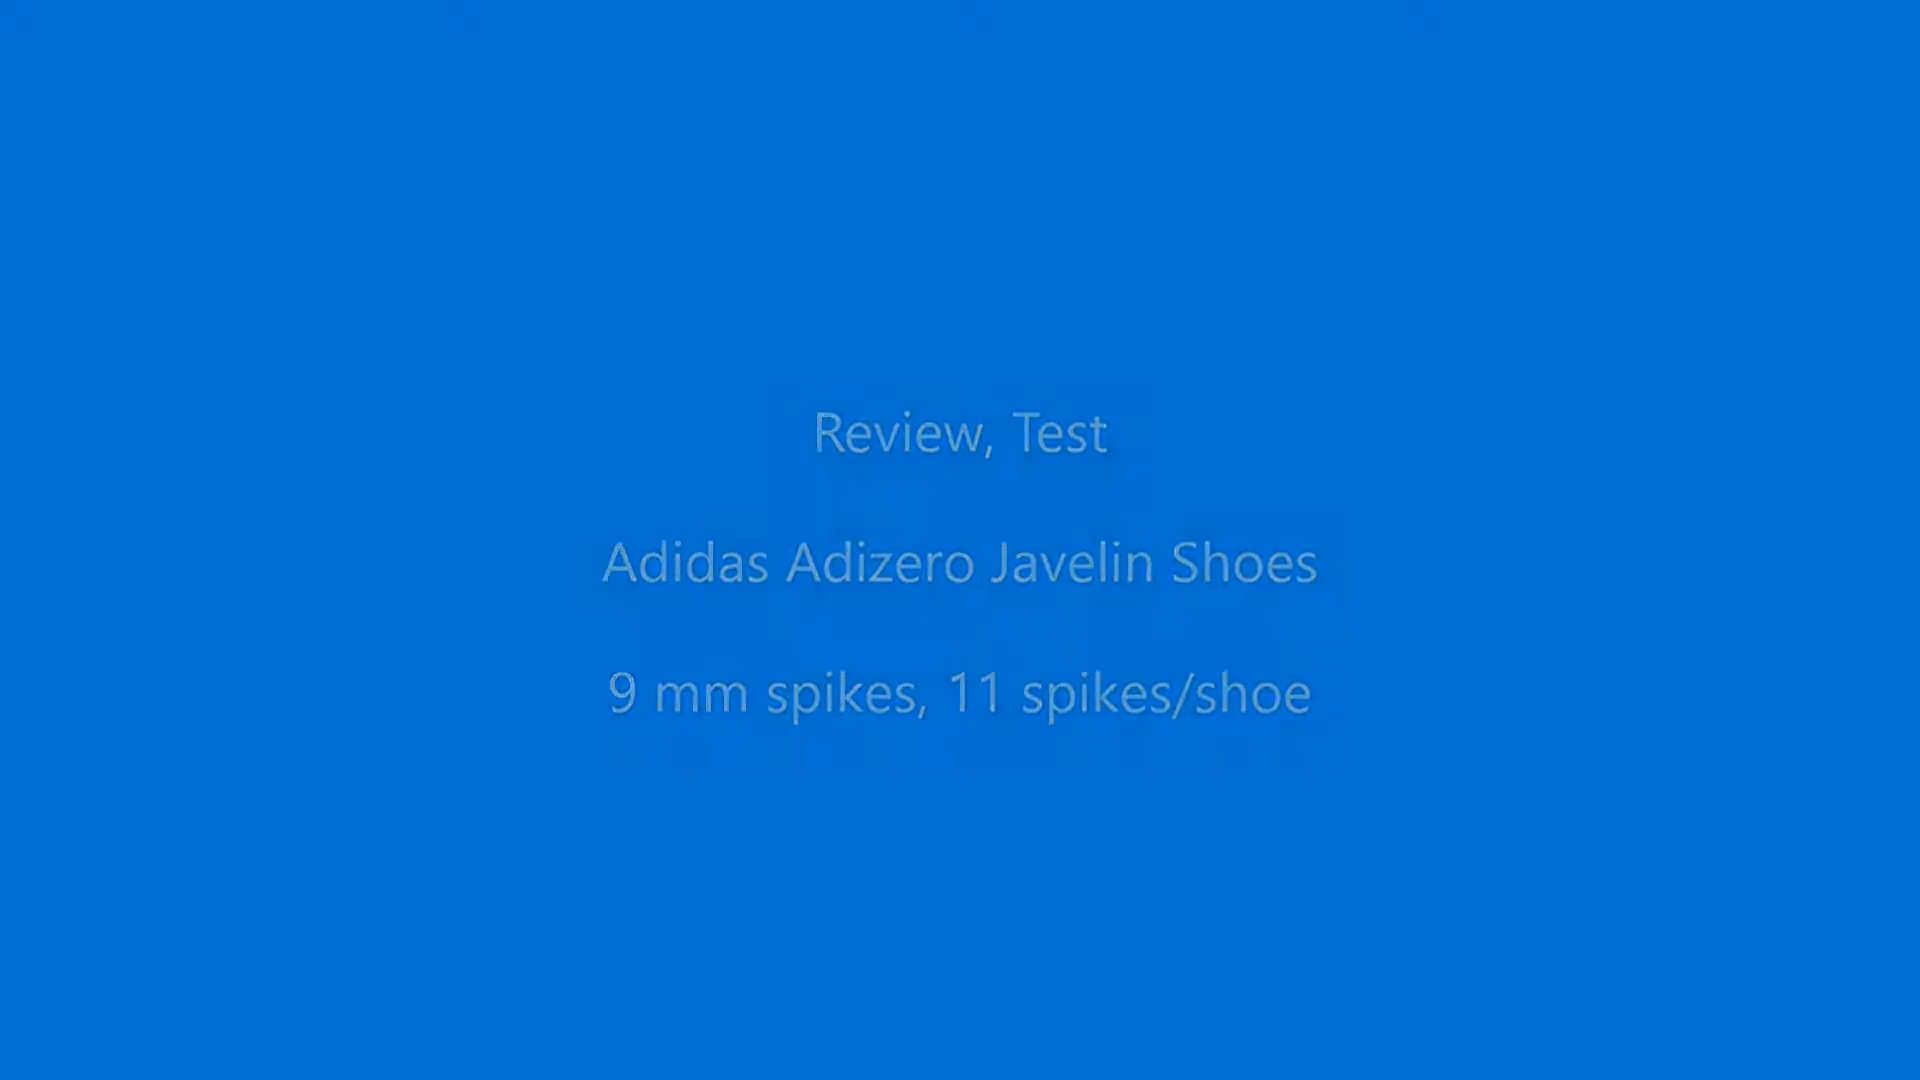 Review, Test
Adidas Adizero Javelin Shoes
9 mm spikes, 11 spikes/shoe